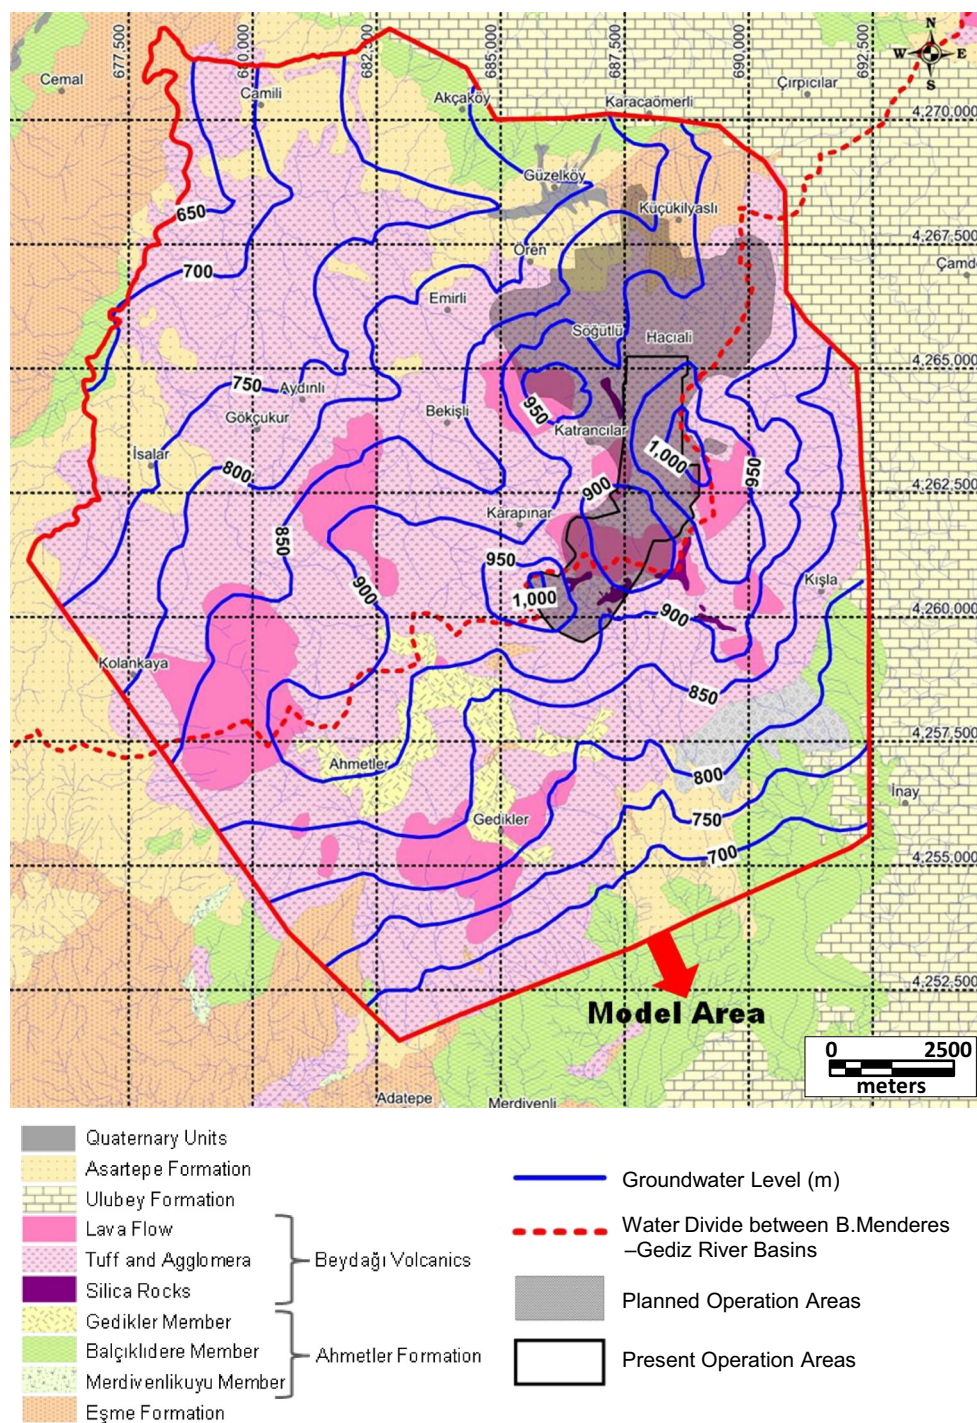 677,500
680,000
682,500
685,000
687,500
690,000
692,500
N
W E
S
Cemal
Camili
Akçaköy
Karacaömerli
Çırpıcılar
4,270,000
Güzelköy
Küçükilyaslı
650
4,267,500
Ören
700
Çamd
Emirli
Söğütlü
Hacıali
4,265,000
750
Aydınlı
Gökçukur
Bekişli
950
Katrancılar
İsalar
800
1,000
950
4,262,500
900
Karapınar
850
950
900
1,000
Kışla
900
4,260,000
Kolankaya
850
4,257,500
Ahmetler
800
İnay
750
Gedikler
700
4,255,000
4,252,500
Model Area
0 2500
meters
Adatepe
Merdivenli
Quaternary Units
Asartepe Formation
Ulubey Formation
Lava Flow
Tuff and Agglomera
Beydağı Volcanics
Silica Rocks
Gedikler Member
Balçıklıdere Member
Ahmetler Formation
Merdivenlikuyu Member
Eşme Formation
Groundwater Level (m)
Water Divide between B.Menderes
–Gediz River Basins
Planned Operation Areas
Present Operation Areas